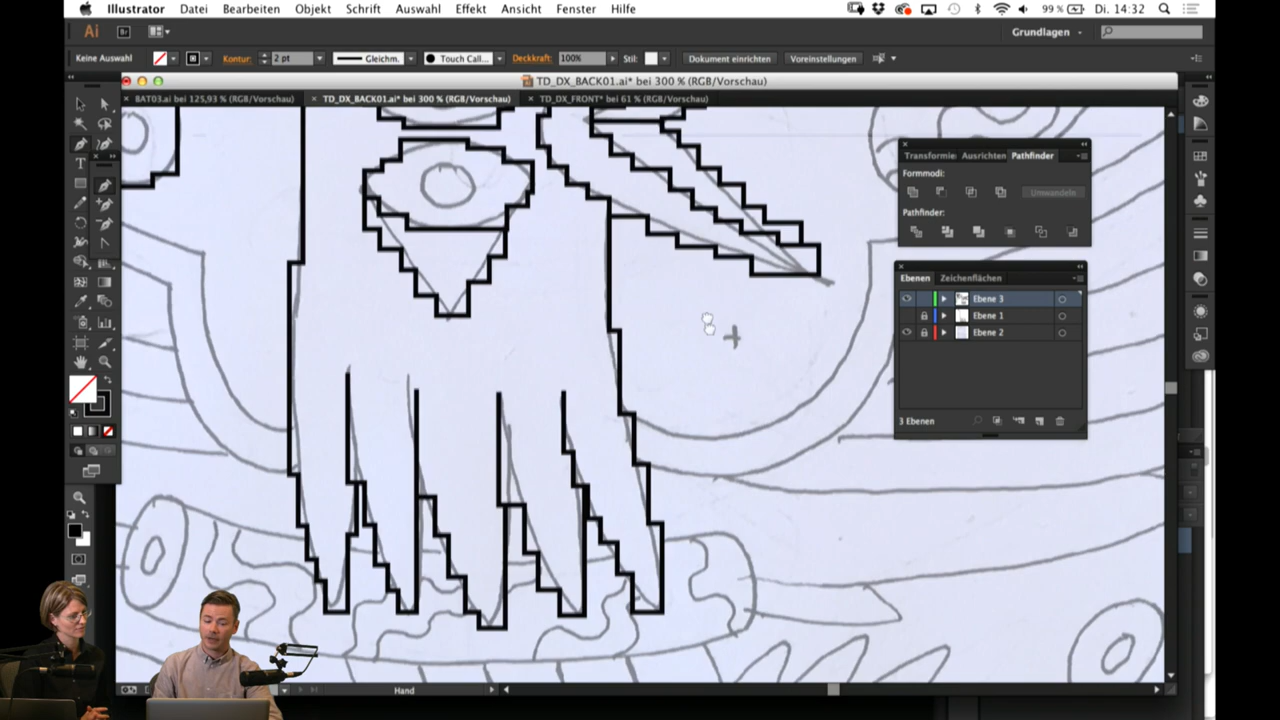 Illustrator Datei Bearbeiten Objekt Schrift Auswahl Effekt Ansicht Fenster Hilfe 99 % Di. 14:32
Ai Br Grundlagen
Keine Auswahl Kontur: 2 pt Gleichm. Touch Call... Deckkraft: 100% Stil: Dokument einrichten Voreinstellungen
TD_DX_BACK01.ai* bei 300 % (RGB/Vorschau)
BAT03.ai bei 125,93 % (RGB/Vorschau) TD_DX_BACK01.ai* bei 300 % (RGB/Vorschau) TD_DX_FRONT* bei 61 % (RGB/Vorschau)
Transformie Ausrichten Pathfinder
Formmodi:
Umwandeln
Pathfinder:
Ebenen Zeichenflächen
Ebene 3
Ebene 1
Ebene 2
3 Ebenen
Hand